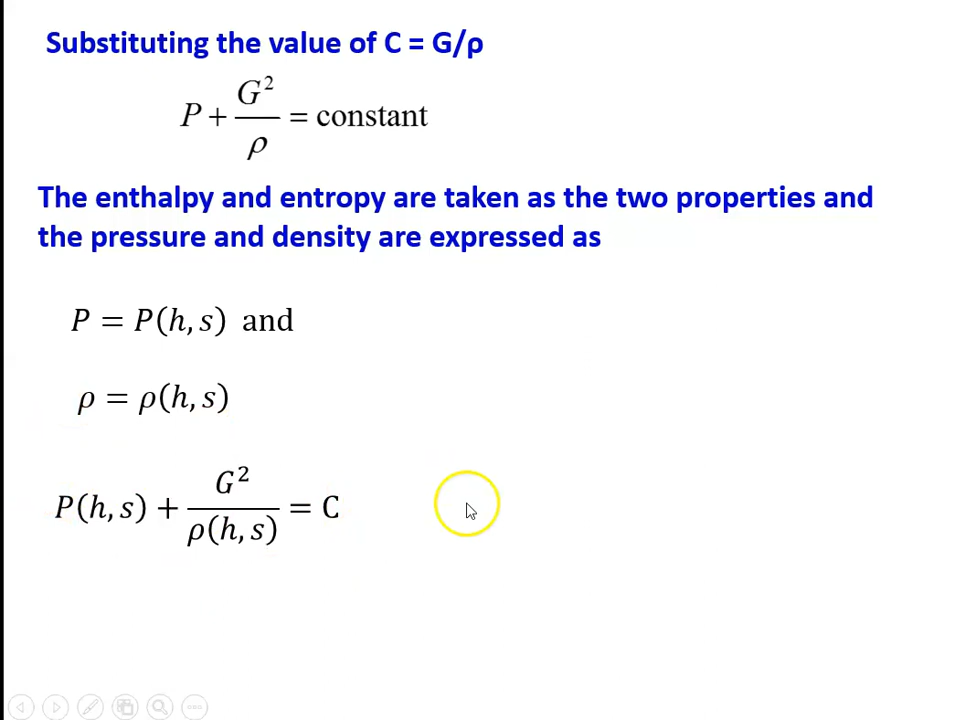 Substituting the value of C = G/ρ
P + G²/ρ = constant
The enthalpy and entropy are taken as the two properties and
the pressure and density are expressed as
P = P(h, s) and
ρ = ρ(h, s)
P(h, s) + G²/ρ(h, s) = C